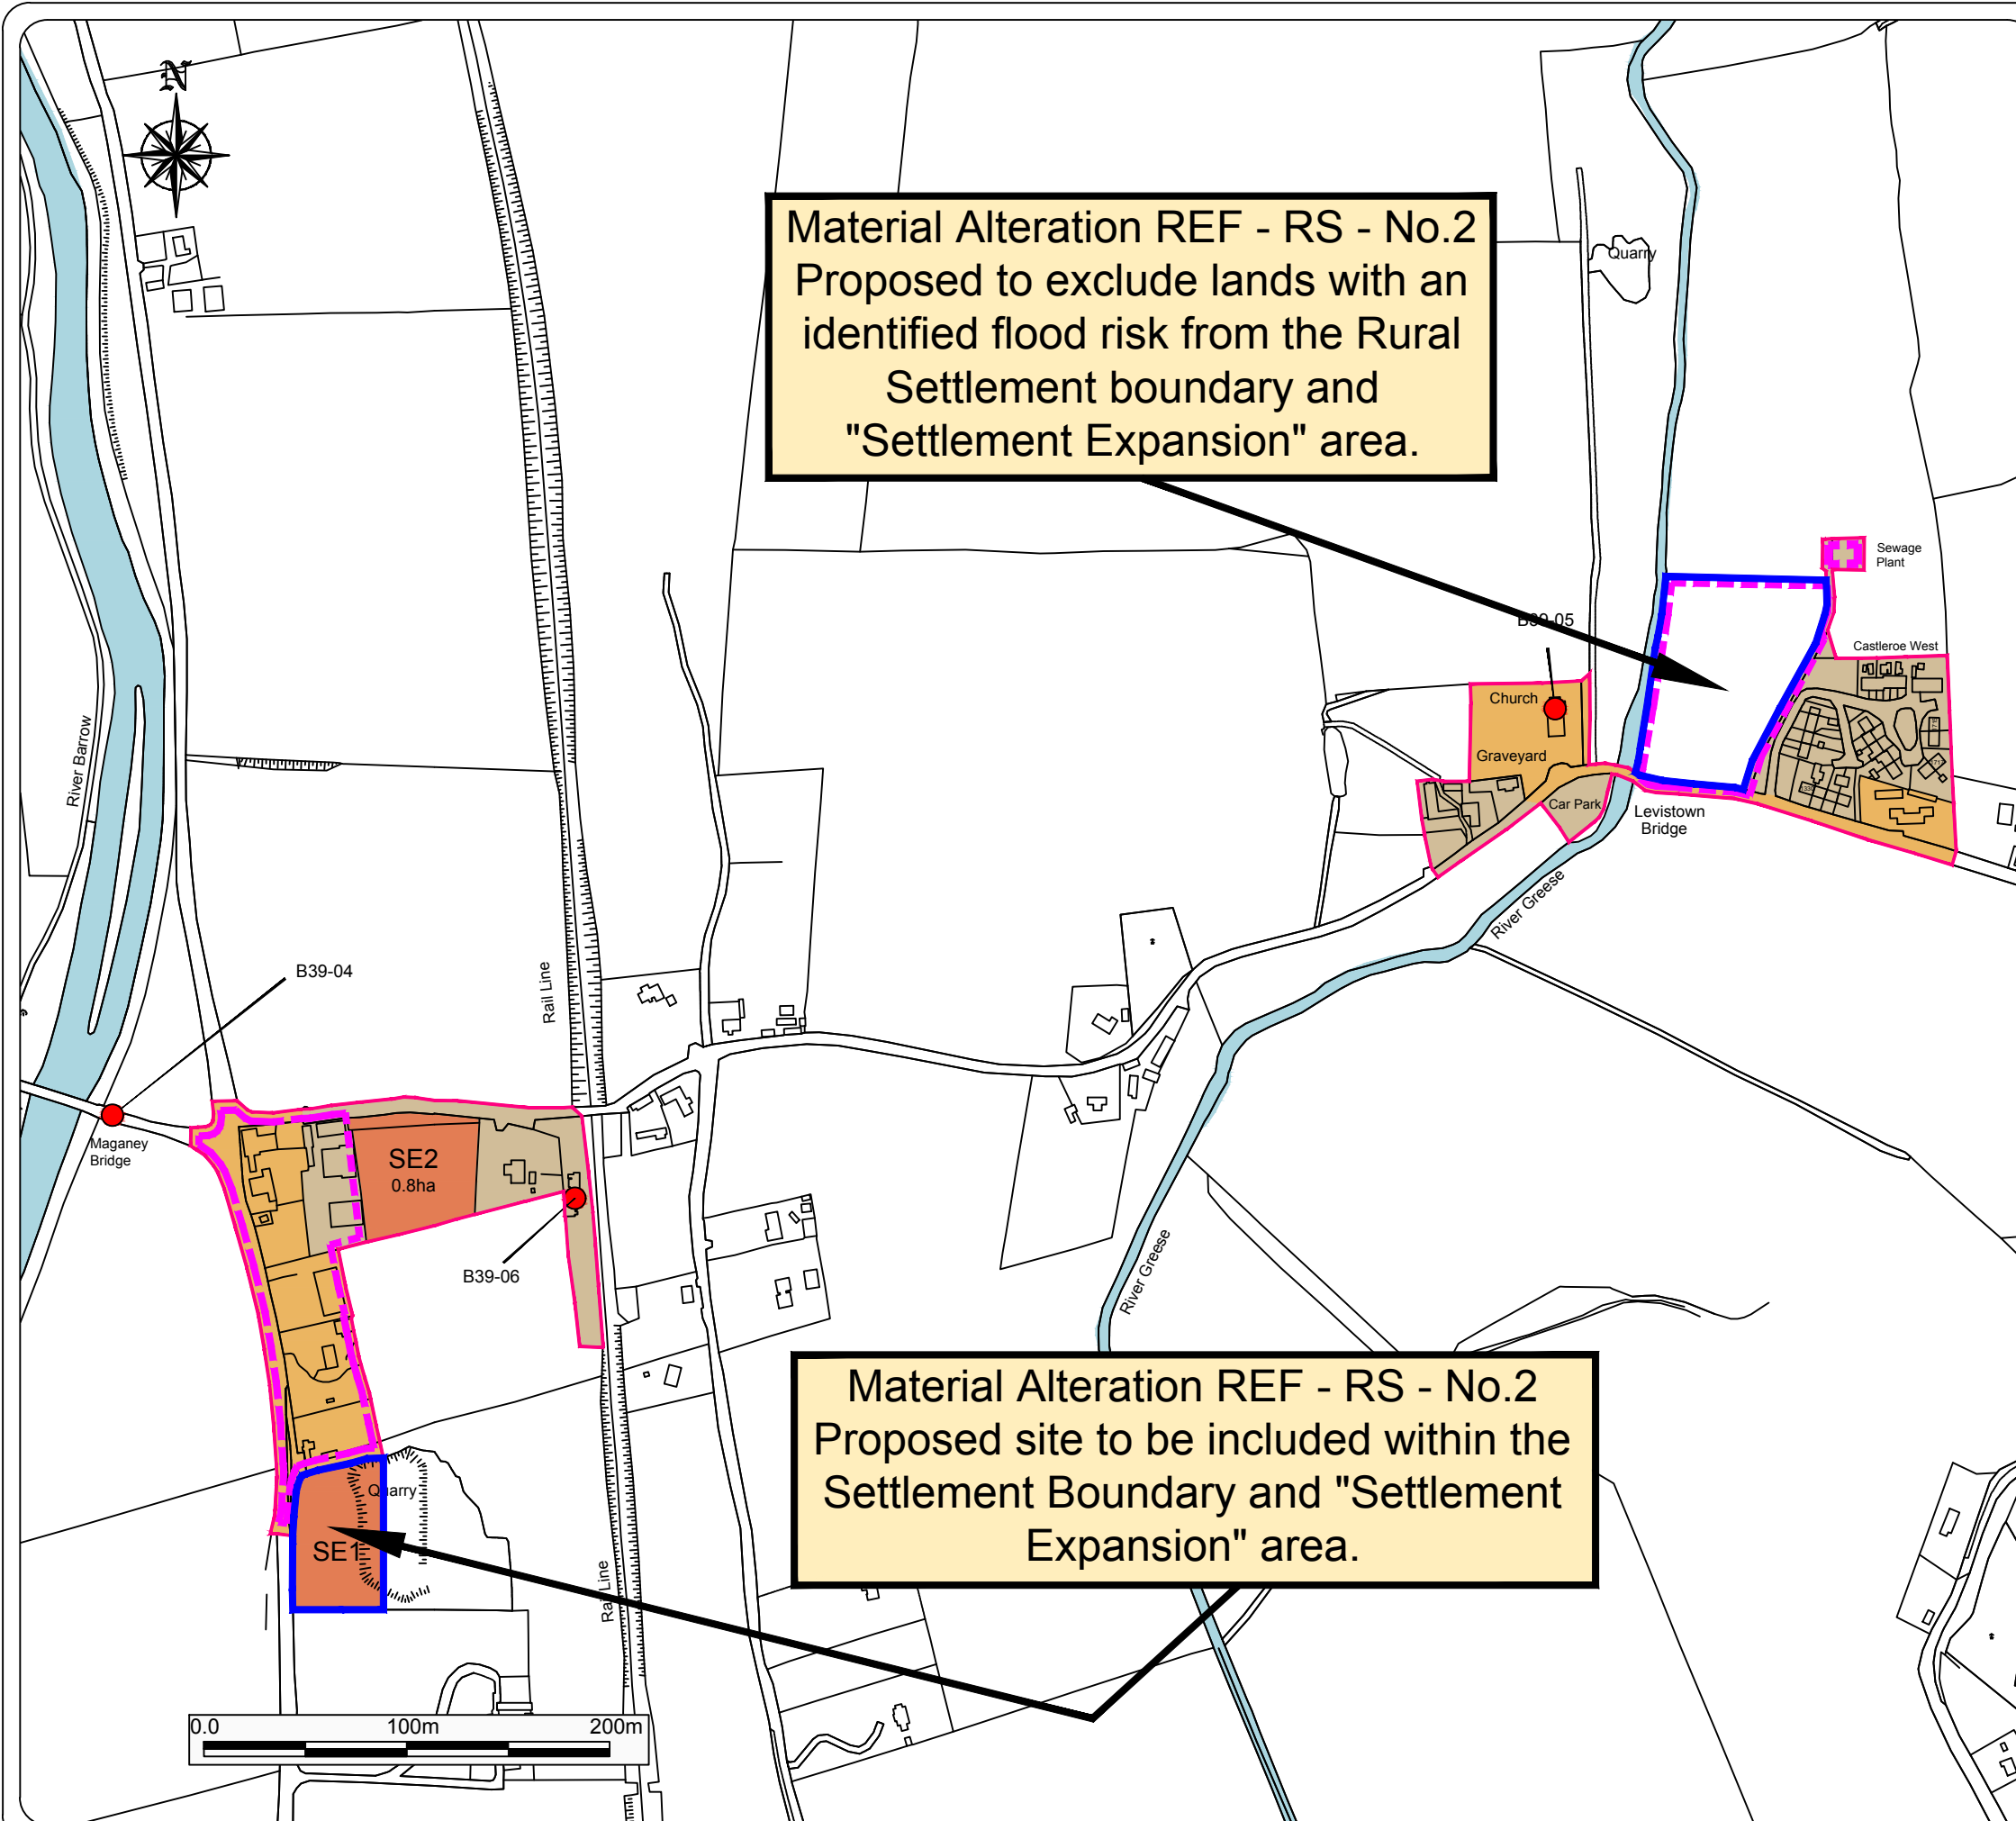 N
Material Alteration REF - RS - No.2
Proposed to exclude lands with an
identified flood risk from the Rural
Settlement boundary and
"Settlement Expansion" area.
Quarry
Sewage
Plant
B39-05
Castleroe West
Church
Graveyard
Car Park
Levistown
Bridge
River Barrow
River Greese
B39-04
Rail Line
Maganey
Bridge
SE2
0.8ha
B39-06
River Greese
Material Alteration REF - RS - No.2
Proposed site to be included within the
Settlement Boundary and "Settlement
Expansion" area.
Quarry
SE1
Rail Line
0.0 100m 200m